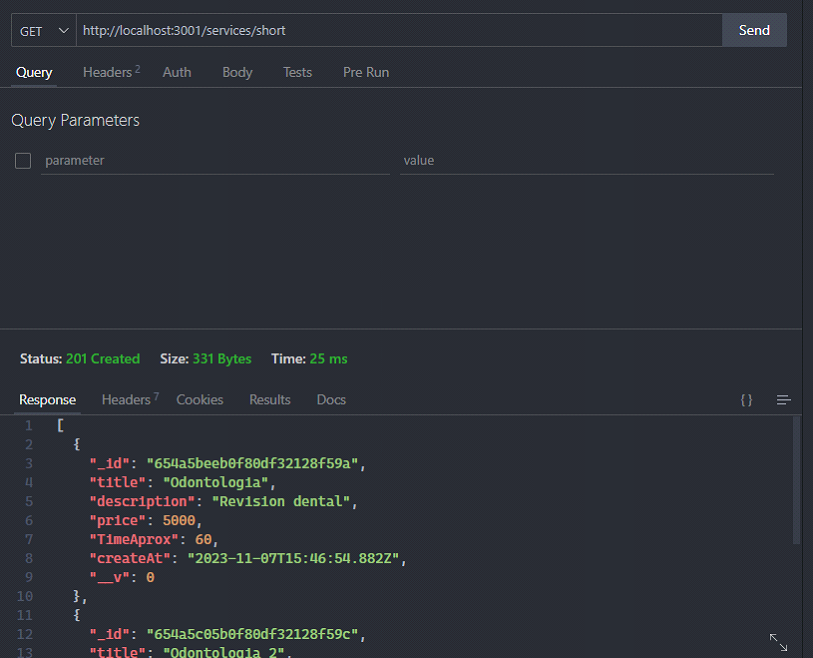 GET http://localhost:3001/services/short Send
Query Headers 2 Auth Body Tests Pre Run
Query Parameters
parameter value
Status: 201 Created Size: 331 Bytes Time: 25 ms
Response Headers 7 Cookies Results Docs { }
1 [
2 {
3 "_id": "654a5beeb0f80df32128f59a",
4 "title": "Odontologia",
5 "description": "Revision dental",
6 "price": 5000,
7 "TimeAprox": 60,
8 "createAt": "2023-11-07T15:46:54.882Z",
9 "__v": 0
10 },
11 {
12 "_id": "654a5c05b0f80df32128f59c",
13 "title": "Odontologia 2",